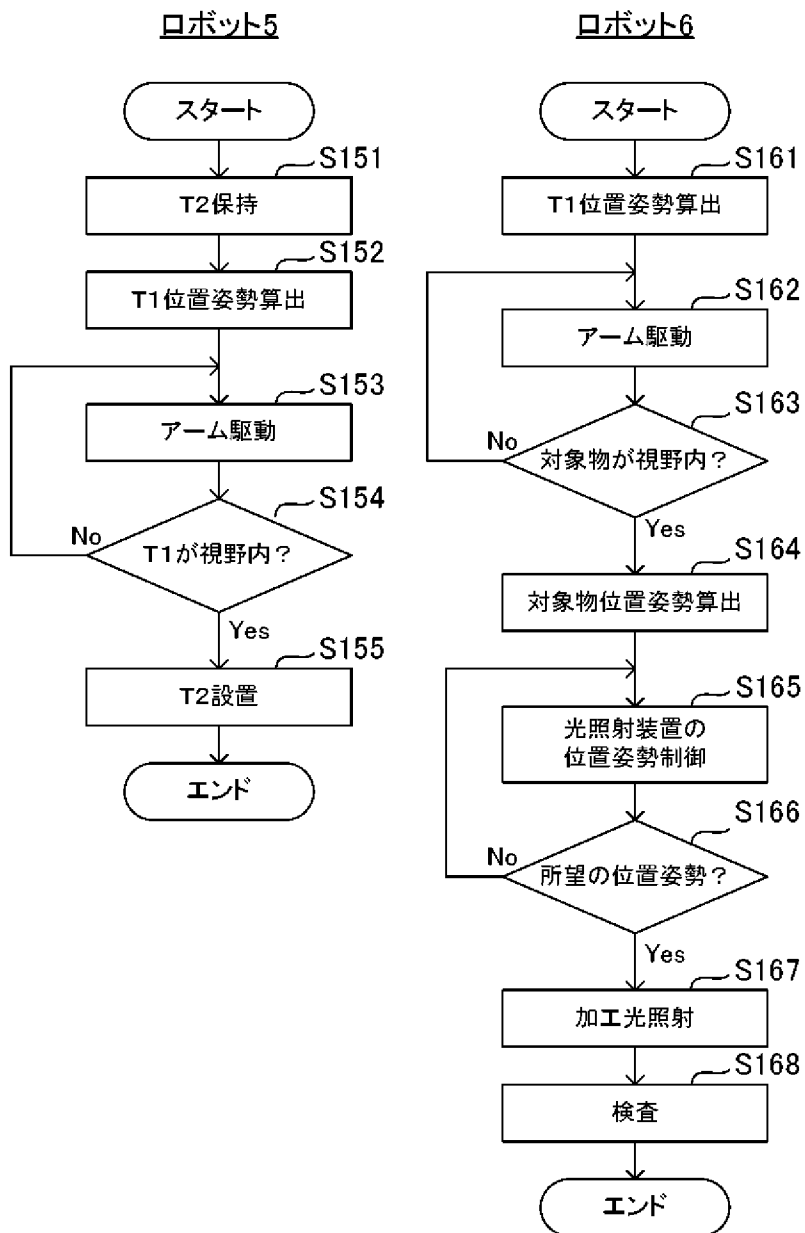 ロボット5
スタート
S151
T2保持
S152
T1位置姿勢算出
S153
アーム駆動
S154
No
T1が視野内？
Yes
S155
T2設置
エンド
ロボット6
スタート
S161
T1位置姿勢算出
S162
アーム駆動
S163
No
対象物が視野内？
Yes
S164
対象物位置姿勢算出
S165
光照射装置の
位置姿勢制御
S166
No
所望の位置姿勢？
Yes
S167
加工光照射
S168
検査
エンド